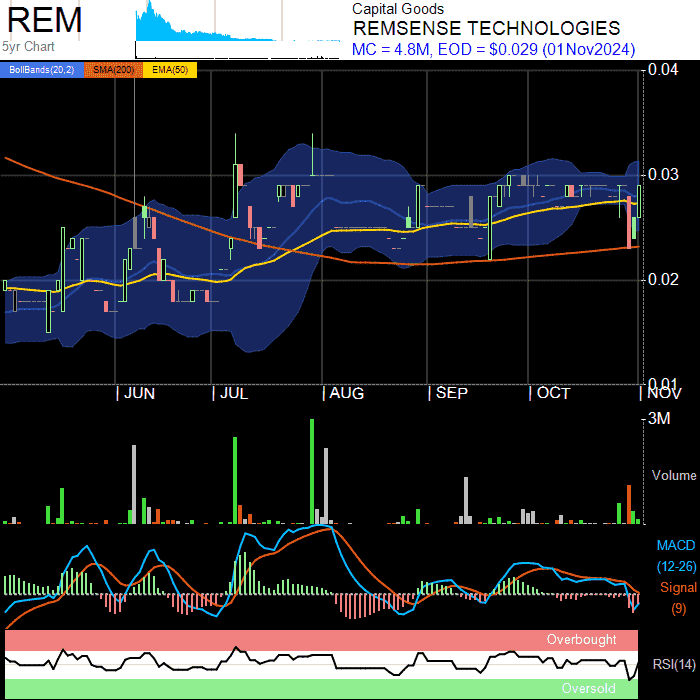 REM
5yr Chart
Capital Goods
REMSENSE TECHNOLOGIES
MC = 4.8M, EOD = $0.029 (01Nov2024)
BollBands(20,2) SMA(200) EMA(50)
0.04
0.03
0.02
0.01
JUN JUL AUG SEP OCT NOV
3M
Volume
MACD
(12-26)
Signal
(9)
Overbought
RSI(14)
Oversold